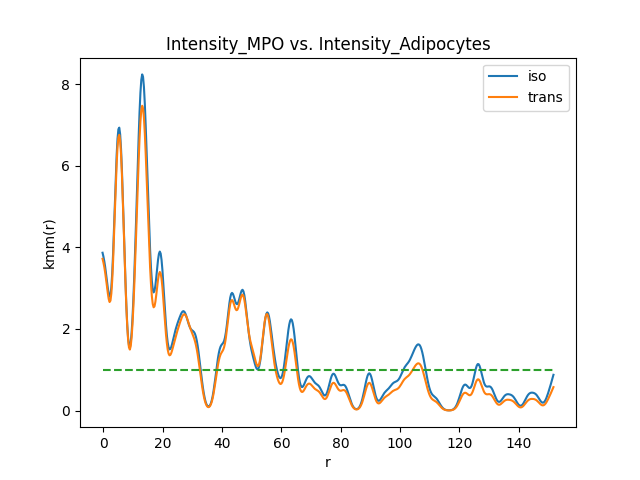 Intensity_MPO vs. Intensity_Adipocytes
iso
trans
kmm(r)
8
6
4
2
0
0 20 40 60 80 100 120 140
r